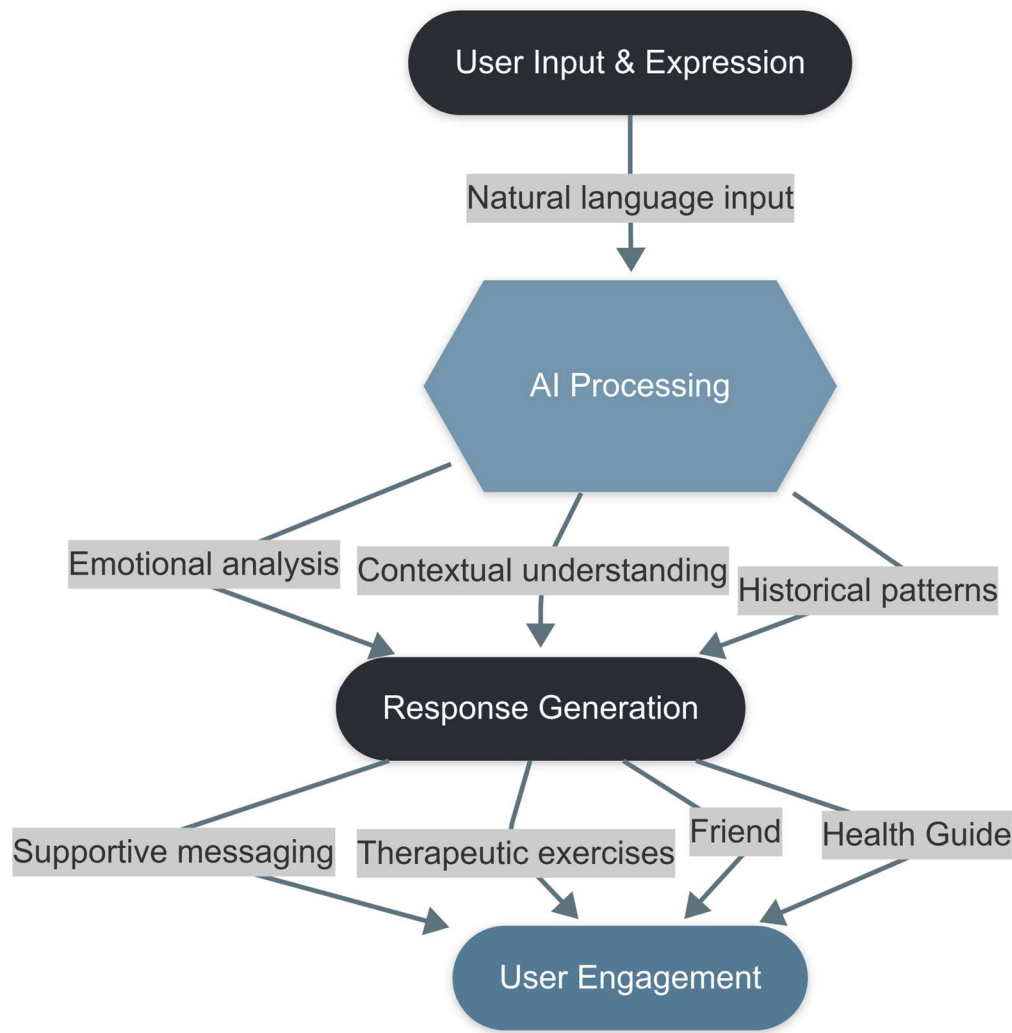 User Input & Expression
Natural language input
AI Processing
Emotional analysis
Contextual understanding
Historical patterns
Response Generation
Supportive messaging
Therapeutic exercises
Friend
Health Guide
User Engagement